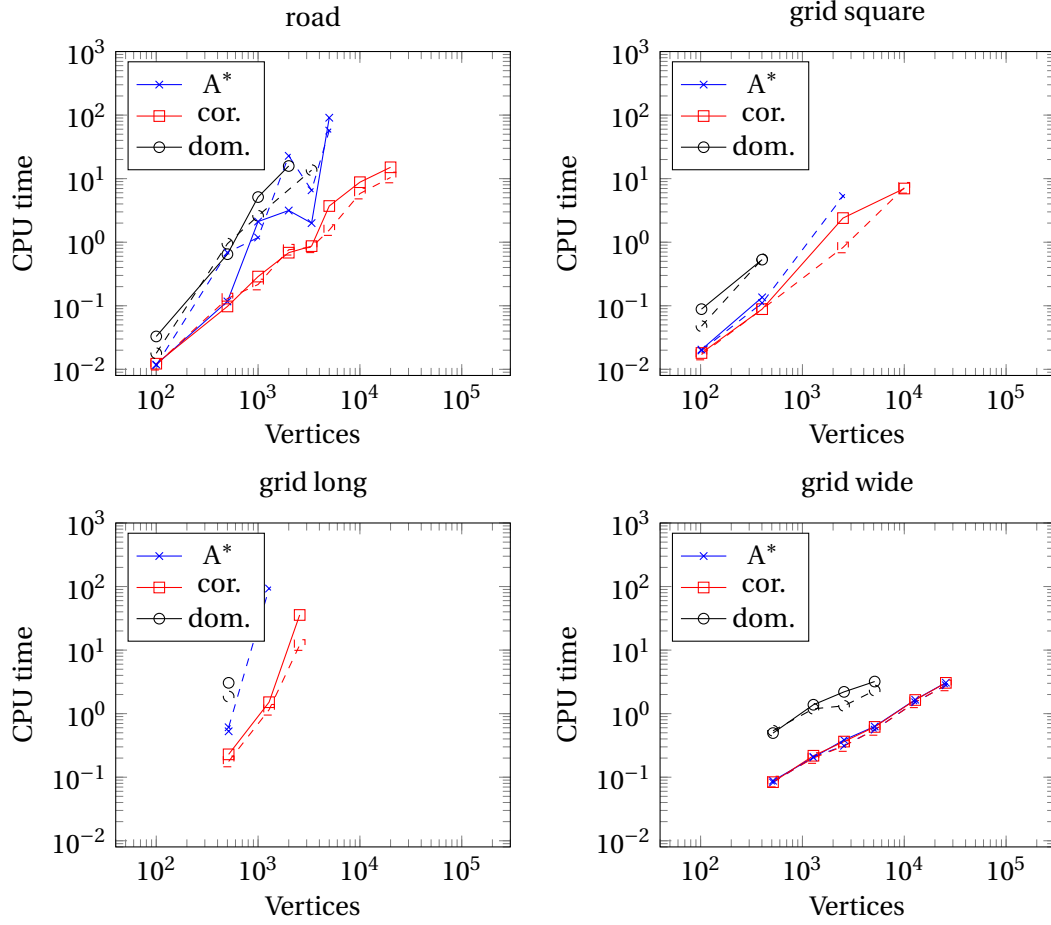 road
10^3
10^2
10^1
10^0
10^-1
10^-2
CPU time
A*
cor.
dom.
10^2
10^3
10^4
10^5
Vertices
grid square
10^3
10^2
10^1
10^0
10^-1
10^-2
CPU time
A*
cor.
dom.
10^2
10^3
10^4
10^5
Vertices
grid long
10^3
10^2
10^1
10^0
10^-1
10^-2
CPU time
A*
cor.
dom.
10^2
10^3
10^4
10^5
Vertices
grid wide
10^3
10^2
10^1
10^0
10^-1
10^-2
CPU time
A*
cor.
dom.
10^2
10^3
10^4
10^5
Vertices